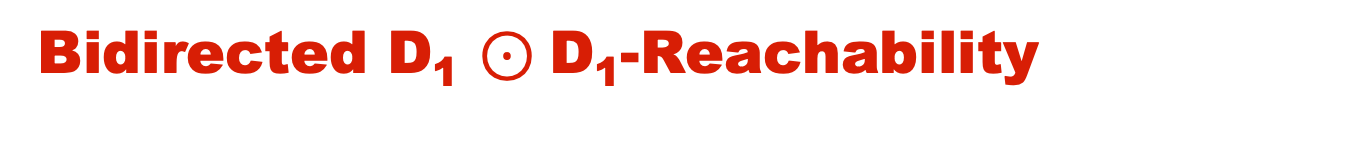 Bidirected D₁ ⊙ D₁-Reachability